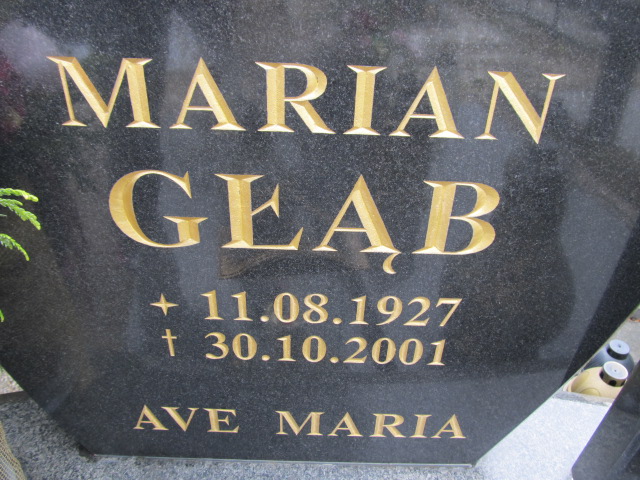 MARIAN
GŁĄB
✦ 11.08.1927
† 30.10.2001
AVE MARIA